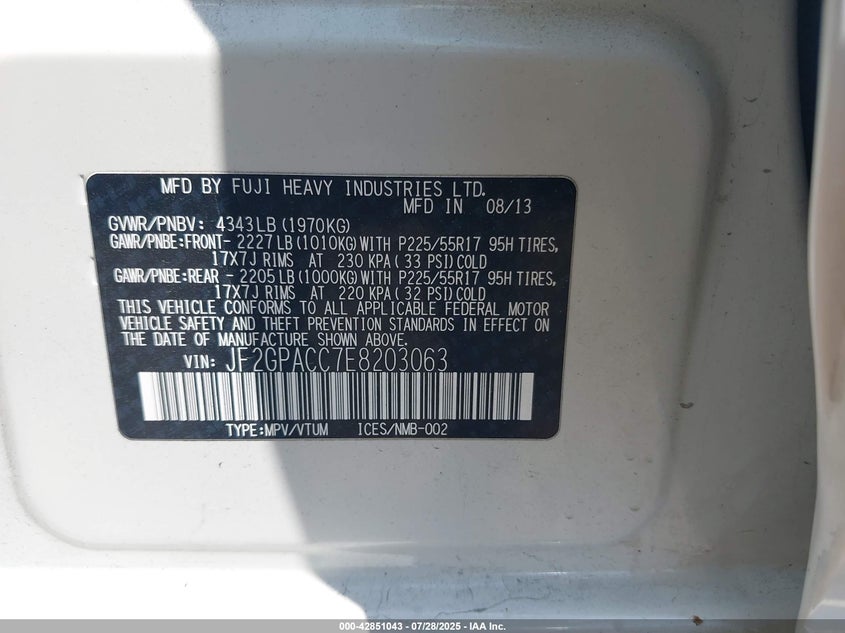 MFD BY FUJI HEAVY INDUSTRIES LTD.
MFD IN 08/13
GVWR/PNBV: 4343LB (1970KG)
GAWR/PNBE:FRONT- 2227LB (1010KG) WITH P225/55R17 95H TIRES,
17X7J RIMS AT 230 KPA ( 33 PSI) COLD
GAWR/PNBE:REAR - 2205LB (1000KG) WITH P225/55R17 95H TIRES,
17X7J RIMS AT 220 KPA ( 32 PSI) COLD
THIS VEHICLE CONFORMS TO ALL APPLICABLE FEDERAL MOTOR
VEHICLE SAFETY AND THEFT PREVENTION STANDARDS IN EFFECT ON
THE DATE OF MANUFACTURE SHOWN ABOVE.
VIN: JF2GPACC7E8203063
TYPE:MPV/VTUM ICES/NMB-002
000-42851043 - 07/28/2025 - IAA Inc.